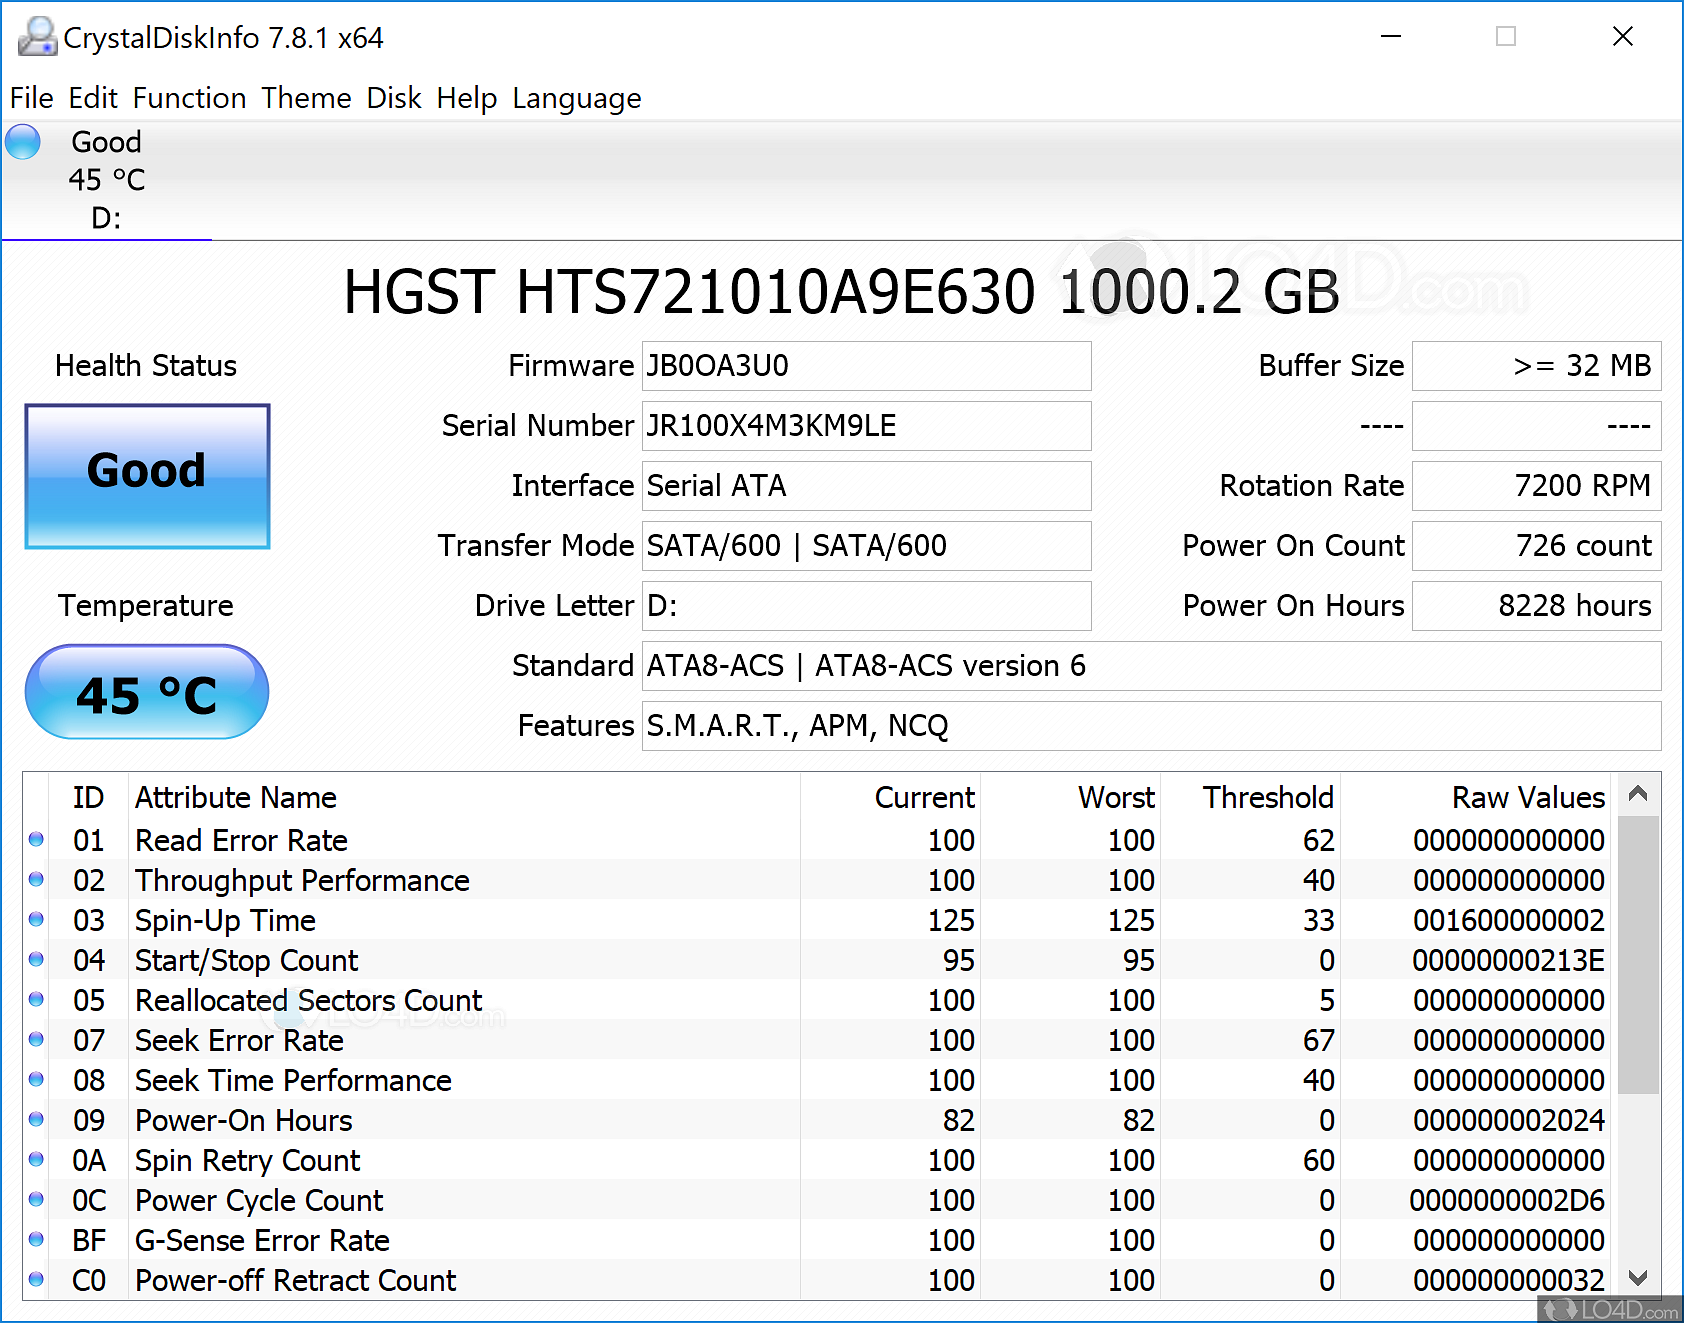 CrystalDiskInfo 7.8.1 x64
File Edit Function Theme Disk Help Language
Good
45 °C
D:
HGST HTS721010A9E630 1000.2 GB
LO4D.com
Health Status
Good
Temperature
45 °C
Firmware JB0OA3U0
Serial Number JR100X4M3KM9LE
Interface Serial ATA
Transfer Mode SATA/600 | SATA/600
Drive Letter D:
Standard ATA8-ACS | ATA8-ACS version 6
Features S.M.A.R.T., APM, NCQ
Buffer Size >= 32 MB
---- ----
Rotation Rate 7200 RPM
Power On Count 726 count
Power On Hours 8228 hours
ID Attribute Name Current Worst Threshold Raw Values
01 Read Error Rate 100 100 62 000000000000
02 Throughput Performance 100 100 40 000000000000
03 Spin-Up Time 125 125 33 001600000002
04 Start/Stop Count 95 95 0 00000000213E
05 Reallocated Sectors Count 100 100 5 000000000000
LO4D.com
07 Seek Error Rate 100 100 67 000000000000
08 Seek Time Performance 100 100 40 000000000000
09 Power-On Hours 82 82 0 000000002024
0A Spin Retry Count 100 100 60 000000000000
0C Power Cycle Count 100 100 0 0000000002D6
BF G-Sense Error Rate 100 100 0 000000000000
C0 Power-off Retract Count 100 100 0 000000000032
LO4D.com